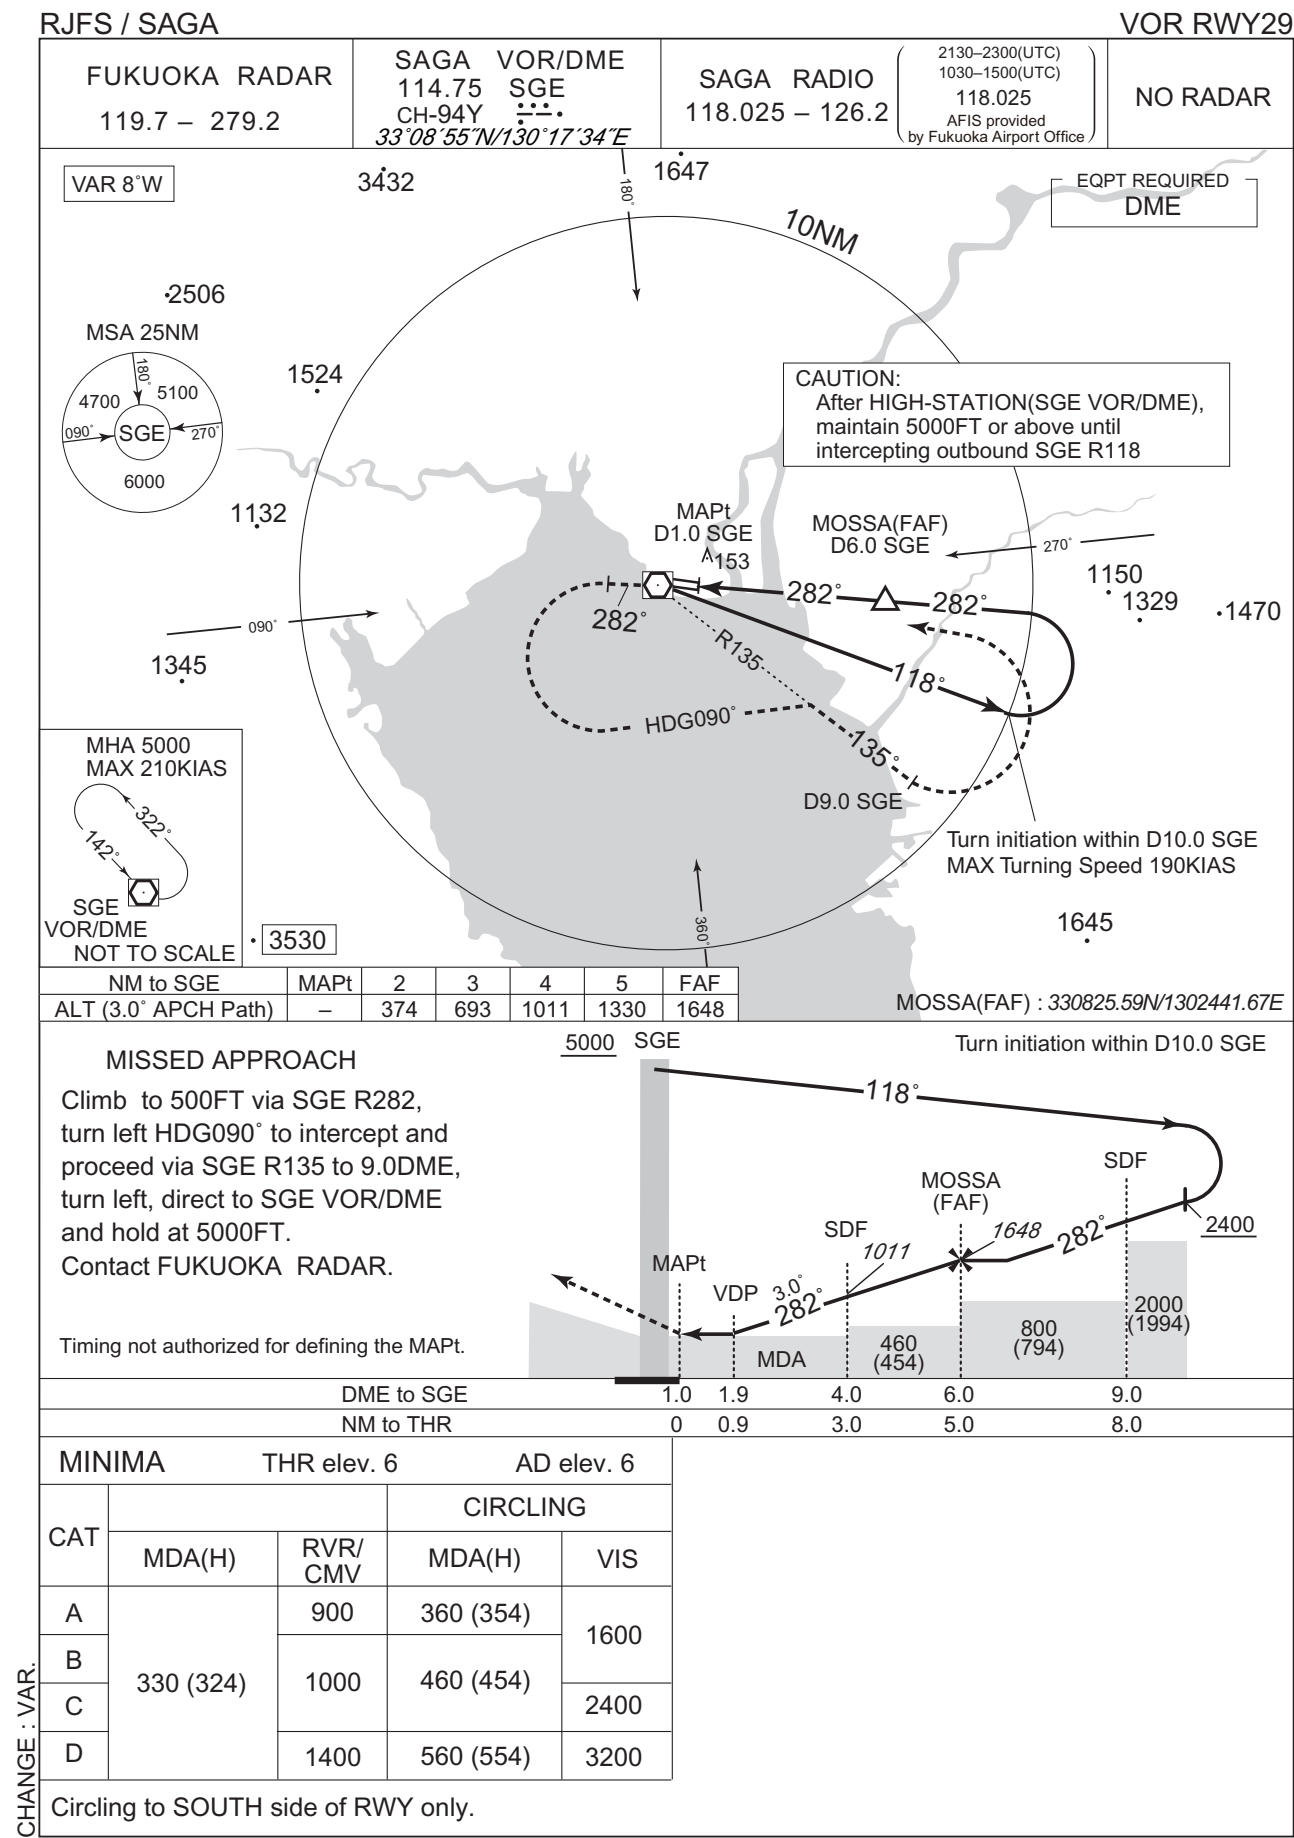 RJFS / SAGA
VOR RWY29
FUKUOKA RADAR
119.7 – 279.2
SAGA VOR/DME
114.75 SGE
CH-94Y
33°08′55″N/130°17′34″E
SAGA RADIO
118.025 – 126.2
2130–2300(UTC)
1030–1500(UTC)
118.025
AFIS provided
by Fukuoka Airport Office
NO RADAR
VAR 8°W
3432
180°
1647
EQPT REQUIRED
DME
10NM
2506
MSA 25NM
180°
4700
5100
090°
SGE
270°
6000
1524
CAUTION:
After HIGH-STATION(SGE VOR/DME),
maintain 5000FT or above until
intercepting outbound SGE R118
1132
MAPt
D1.0 SGE
153
MOSSA(FAF)
D6.0 SGE
270°
1150
1329
1470
282°
282°
282°
090°
R135
118°
1345
HDG090°
135°
D9.0 SGE
MHA 5000
MAX 210KIAS
322°
142°
SGE
VOR/DME
NOT TO SCALE
Turn initiation within D10.0 SGE
MAX Turning Speed 190KIAS
3530
360°
1645
NM to SGE MAPt 2 3 4 5 FAF
ALT (3.0° APCH Path) – 374 693 1011 1330 1648
MOSSA(FAF) : 330825.59N/1302441.67E
MISSED APPROACH
Climb to 500FT via SGE R282,
turn left HDG090° to intercept and
proceed via SGE R135 to 9.0DME,
turn left, direct to SGE VOR/DME
and hold at 5000FT.
Contact FUKUOKA RADAR.
Timing not authorized for defining the MAPt.
5000 SGE
Turn initiation within D10.0 SGE
118°
SDF
MOSSA
(FAF)
SDF
1648
282°
2400
1011
MAPt
VDP
3.0°
282°
2000
(1994)
800
(794)
460
(454)
MDA
DME to SGE 1.0 1.9 4.0 6.0 9.0
NM to THR 0 0.9 3.0 5.0 8.0
MINIMA THR elev. 6 AD elev. 6
CAT
CIRCLING
MDA(H)
RVR/
CMV
MDA(H)
VIS
A
900
360 (354)
1600
B
330 (324)
1000
460 (454)
C
2400
D
1400
560 (554)
3200
Circling to SOUTH side of RWY only.
CHANGE : VAR.